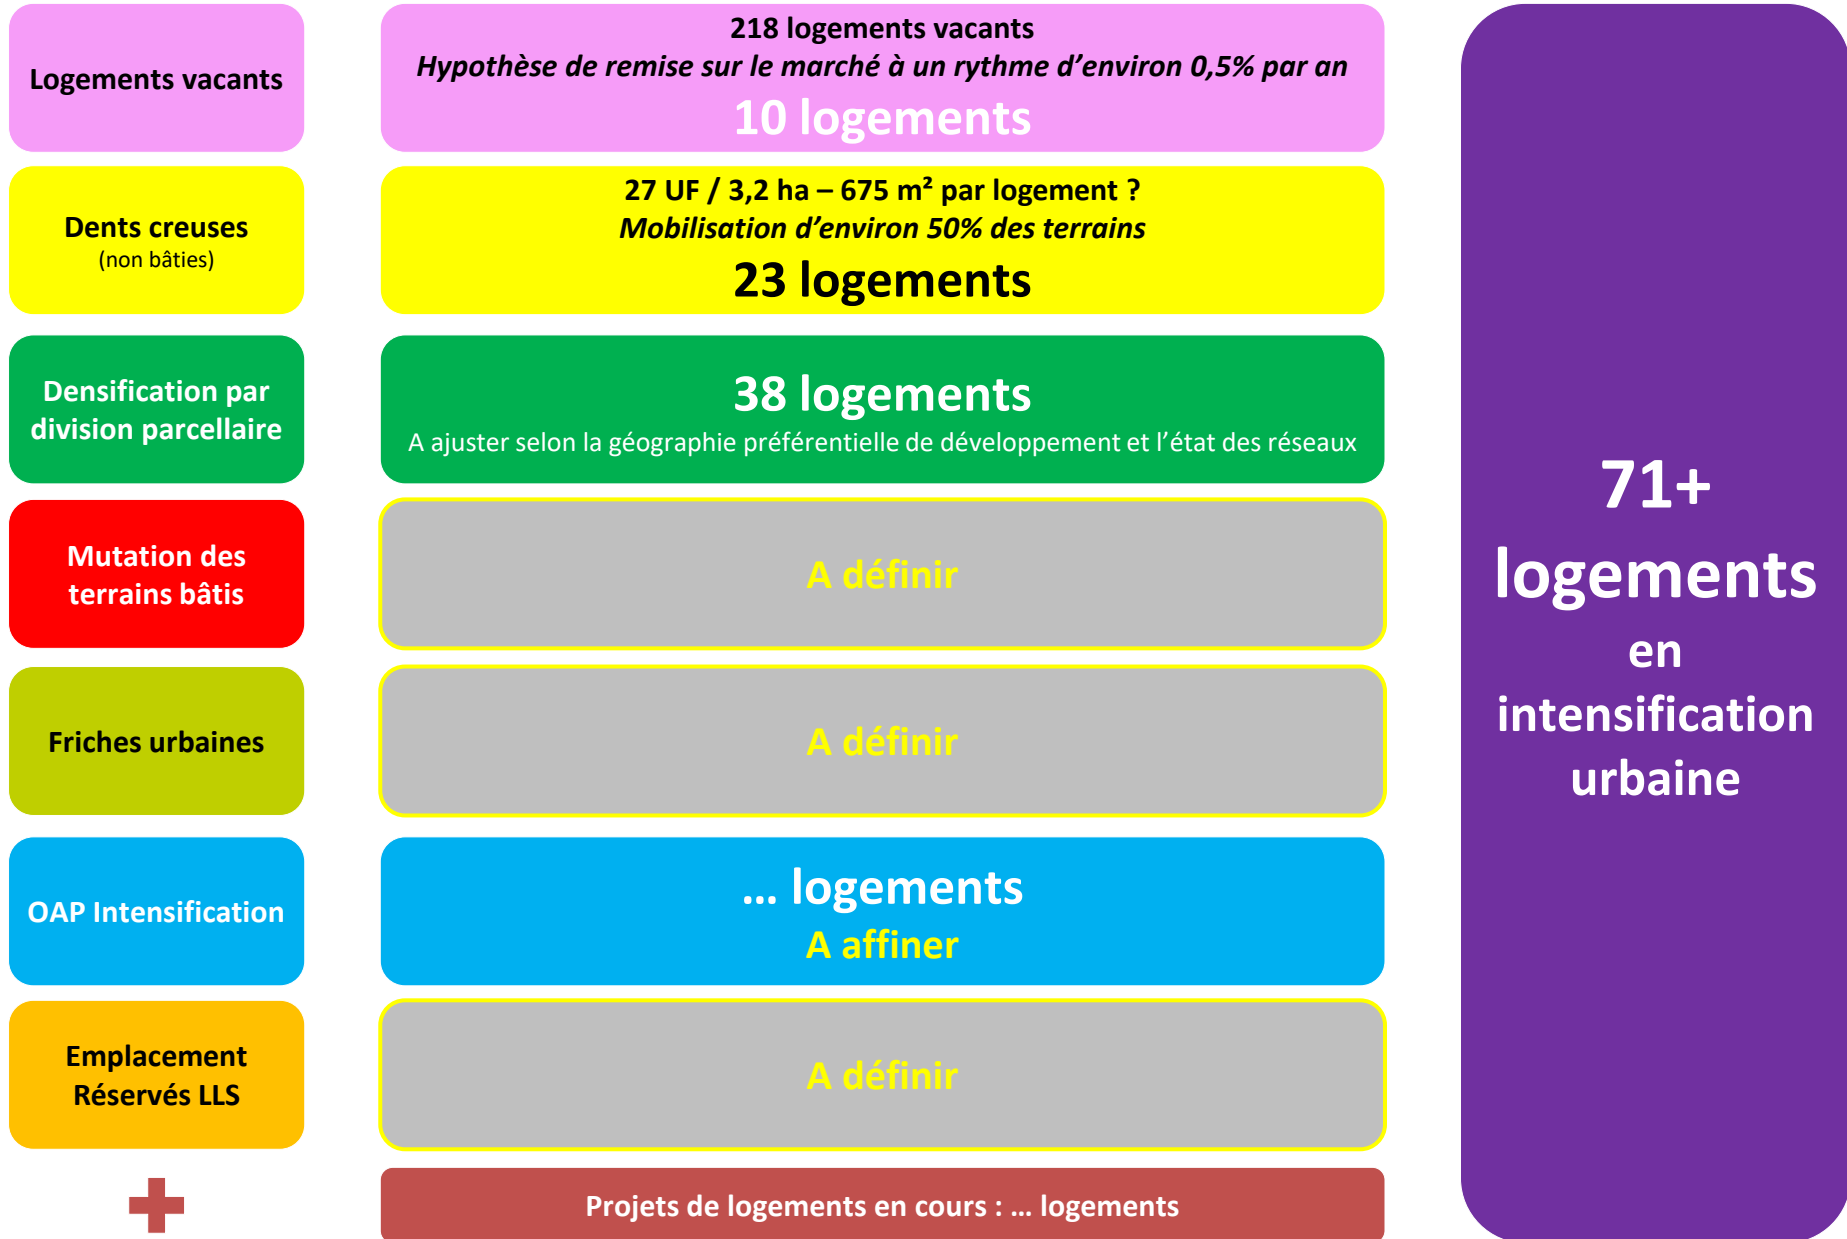 Logements vacants
218 logements vacants
Hypothèse de remise sur le marché à un rythme d’environ 0,5% par an
10 logements
Dents creuses
(non bâties)
27 UF / 3,2 ha – 675 m² par logement ?
Mobilisation d’environ 50% des terrains
23 logements
Densification par
division parcellaire
38 logements
A ajuster selon la géographie préférentielle de développement et l’état des réseaux
Mutation des
terrains bâtis
A définir
Friches urbaines
A définir
OAP Intensification
... logements
A affiner
Emplacement
Réservés LLS
A définir
Projets de logements en cours : ... logements
71+
logements
en
intensification
urbaine